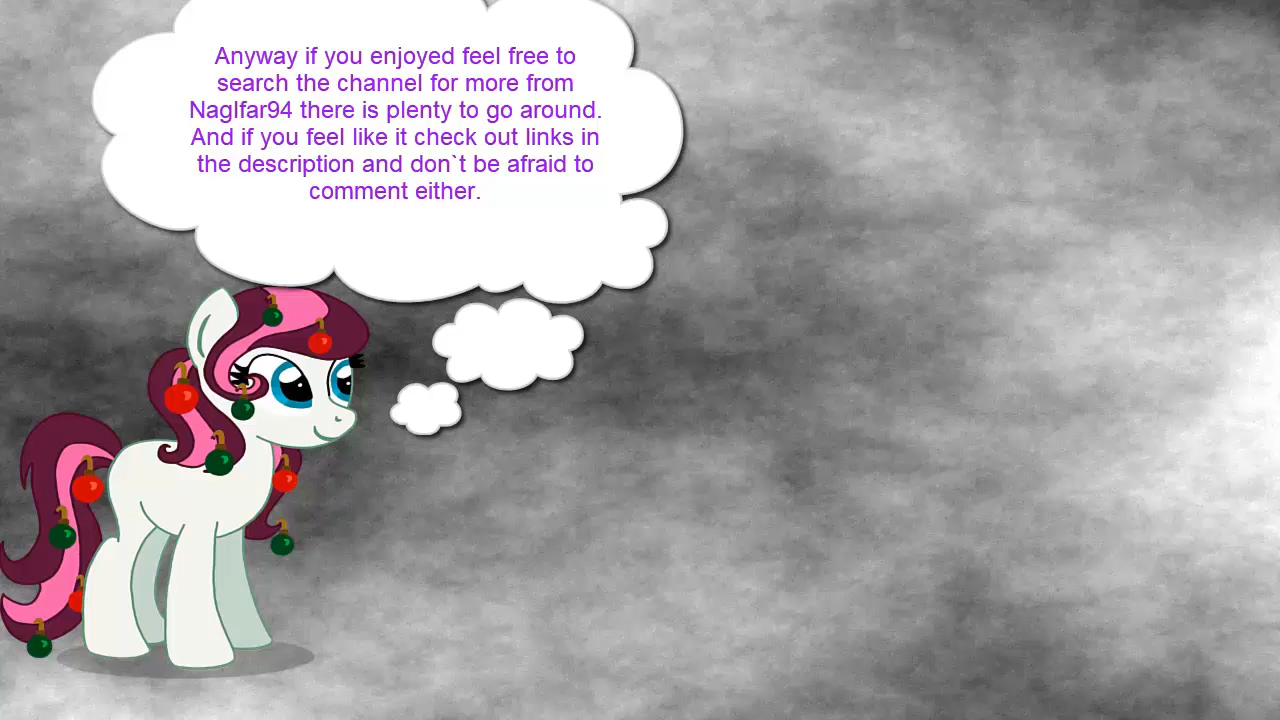 Anyway if you enjoyed feel free to
search the channel for more from
Naglfar94 there is plenty to go around.
And if you feel like it check out links in
the description and don`t be afraid to
comment either.